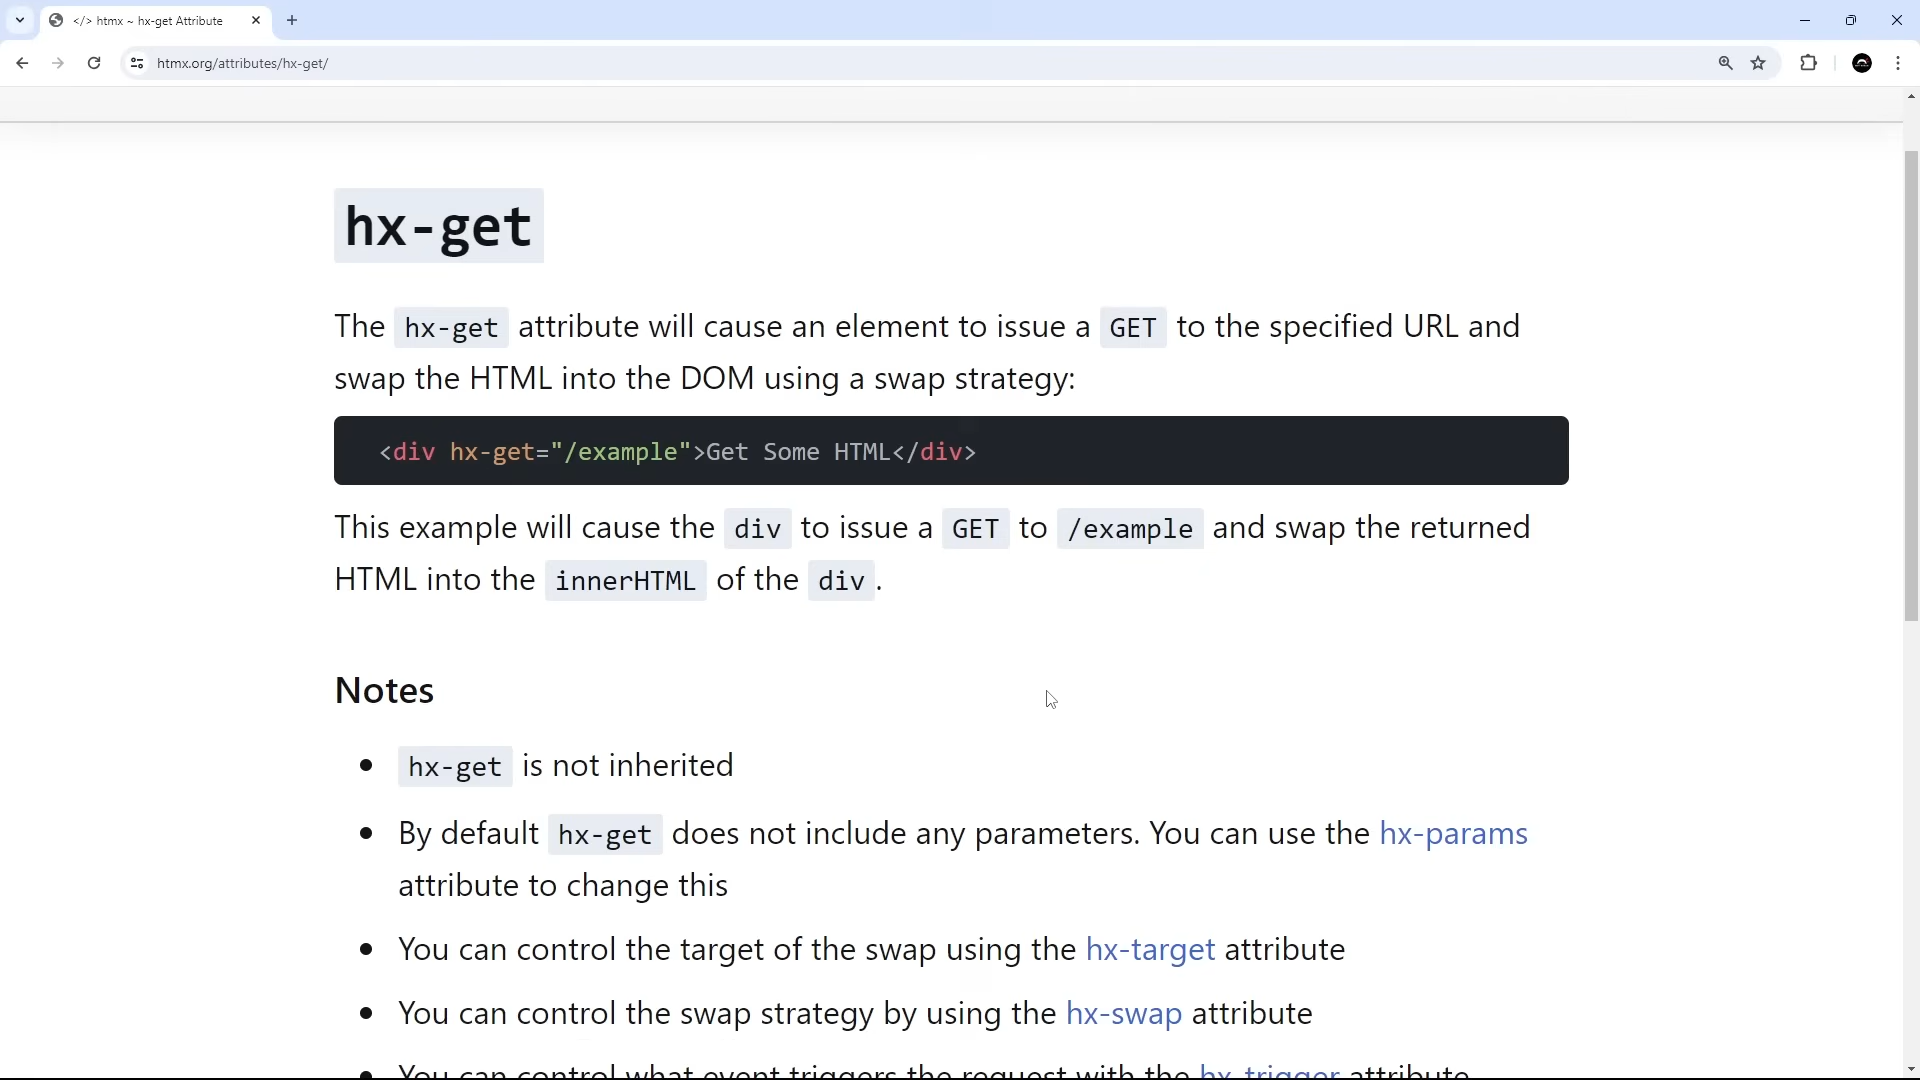 </> htmx ~ hx-get Attribute
htmx.org/attributes/hx-get/
hx-get
The hx-get attribute will cause an element to issue a GET to the specified URL and
swap the HTML into the DOM using a swap strategy:
<div hx-get="/example">Get Some HTML</div>
This example will cause the div to issue a GET to /example and swap the returned
HTML into the innerHTML of the div.
Notes
• hx-get is not inherited
• By default hx-get does not include any parameters. You can use the hx-params
attribute to change this
• You can control the target of the swap using the hx-target attribute
• You can control the swap strategy by using the hx-swap attribute
• You can control what event triggers the request with the hx-trigger attribute